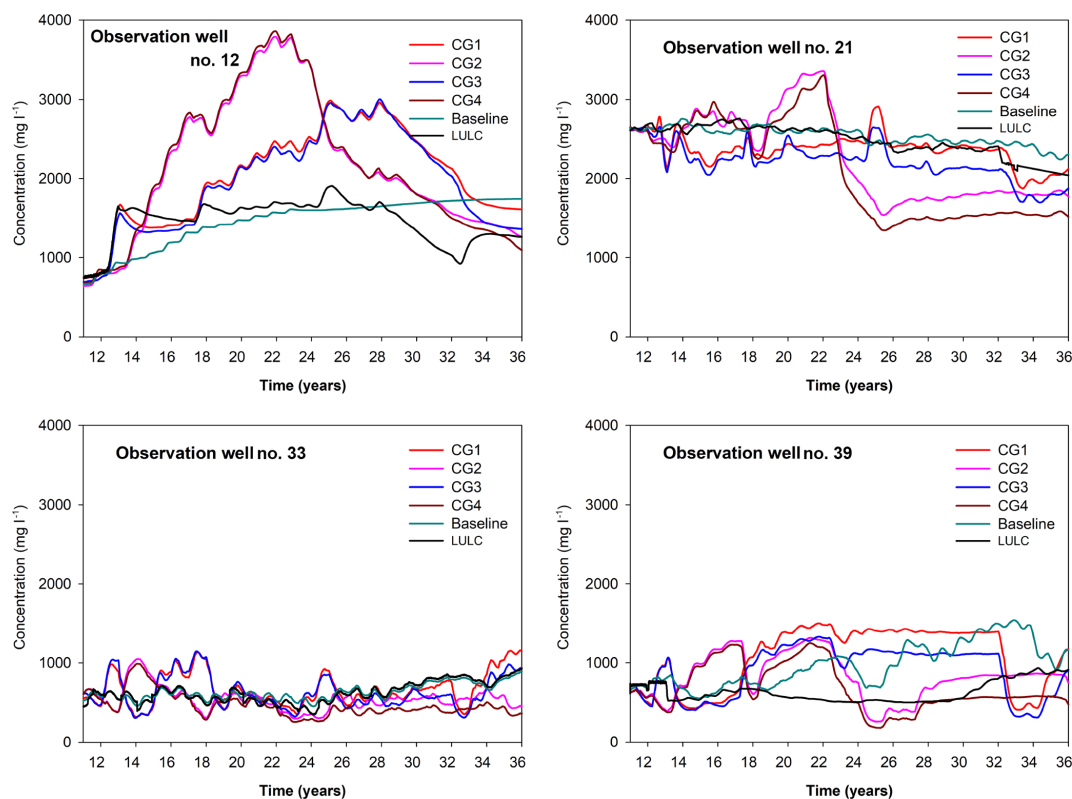 Observation well
no. 12
Concentration (mg l⁻¹)
4000
3000
2000
1000
0
CG1
CG2
CG3
CG4
Baseline
LULC
12 14 16 18 20 22 24 26 28 30 32 34 36
Time (years)
Observation well no. 21
Concentration (mg l⁻¹)
4000
3000
2000
1000
0
CG1
CG2
CG3
CG4
Baseline
LULC
12 14 16 18 20 22 24 26 28 30 32 34 36
Time (years)
Observation well no. 33
Concentration (mg l⁻¹)
4000
3000
2000
1000
0
CG1
CG2
CG3
CG4
Baseline
LULC
12 14 16 18 20 22 24 26 28 30 32 34 36
Time (years)
Observation well no. 39
Concentration (mg l⁻¹)
4000
3000
2000
1000
0
CG1
CG2
CG3
CG4
Baseline
LULC
12 14 16 18 20 22 24 26 28 30 32 34 36
Time (years)